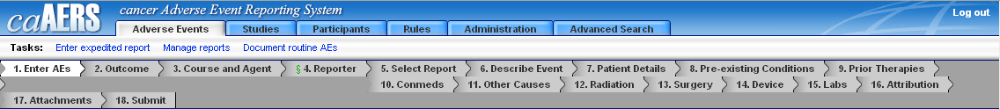 caAERS cancer Adverse Event Reporting System
Log out
Adverse Events Studies Participants Rules Administration Advanced Search
Tasks: Enter expedited report Manage reports Document routine AEs
1. Enter AEs 2. Outcome 3. Course and Agent § 4. Reporter 5. Select Report 6. Describe Event 7. Patient Details 8. Pre-existing Conditions 9. Prior Therapies
10. Conmeds 11. Other Causes 12. Radiation 13. Surgery 14. Device 15. Labs 16. Attribution
17. Attachments 18. Submit